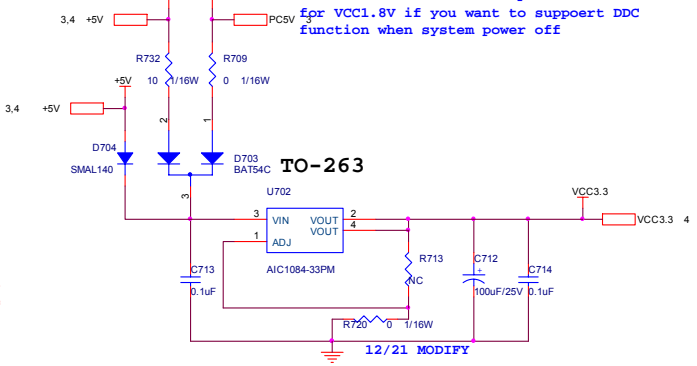 for VCC1.8V if you want to suppoert DDC
3,4 +5V
PC5V 3
function when system power off
R732
R709
10 1/16W
0 1/16W
+5V
3,4 +5V
2
1
D704
SMAL140
D703
BAT54C
TO-263
3
U702
VCC3.3
3 VIN VOUT 2
VOUT 4
1 ADJ
VCC3.3 4
AIC1084-33PM
R713
NC
C712
100uF/25V
C714
0.1uF
C713
0.1uF
R720 0 1/16W
12/21 MODIFY